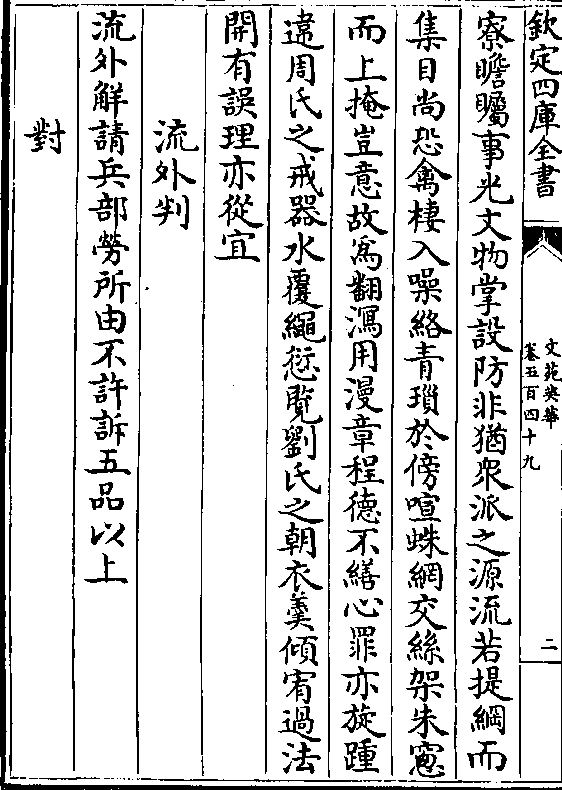 欽定四庫全書
文苑英華
卷五百四十九
二
寮瞻矚事光文物掌設防非猶衆派之源流若提綱而
集目尚恐禽棲入噪絡青瑣於傍喧蛛網交絲架朱窻
而上掩豈意故爲翻瀉用漫章程德不繕心罪亦旋踵
違周氏之戒器水覆繩愆覽劉氏之朝衣羹傾宥過法
開有誤理亦從宜
流外判
流外解請兵部勞所由不許訴五品以上
對